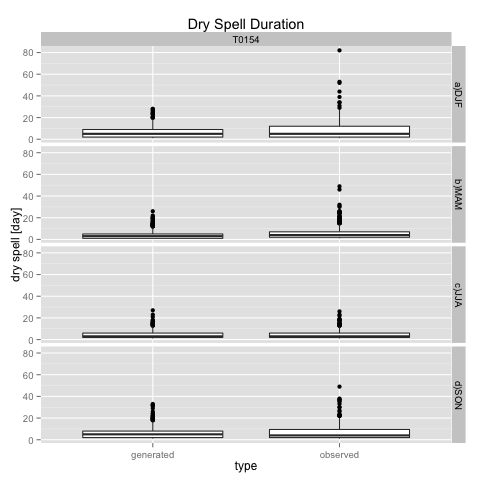 Dry Spell Duration
T0154
80
60
40
20
0
a)DJF
80
60
40
20
0
b)MAM
80
60
40
20
0
c)JJA
80
60
40
20
0
d)SON
dry spell [day]
generated
observed
type